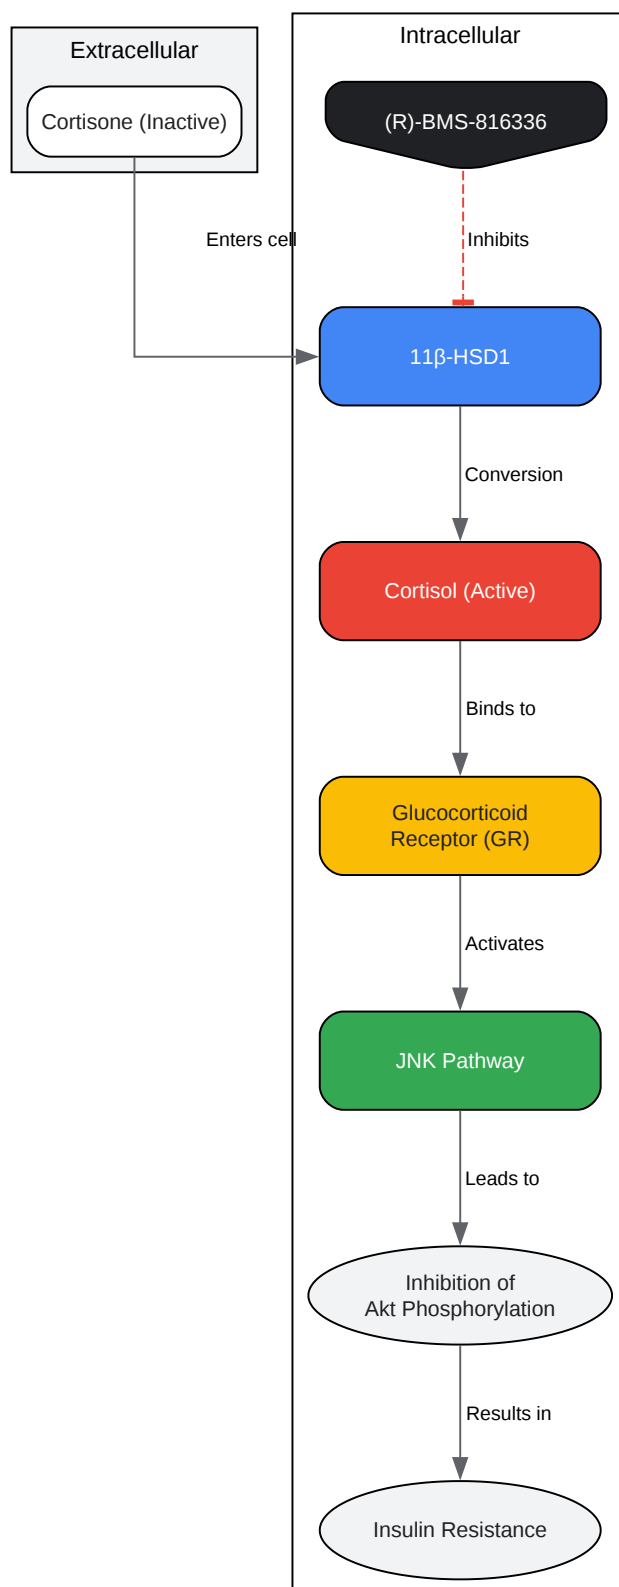 Extracellular
Cortisone (Inactive)
Intracellular
(R)-BMS-816336
Enters cell
Inhibits
11β-HSD1
Conversion
Cortisol (Active)
Binds to
Glucocorticoid
Receptor (GR)
Activates
JNK Pathway
Leads to
Inhibition of
Akt Phosphorylation
Results in
Insulin Resistance